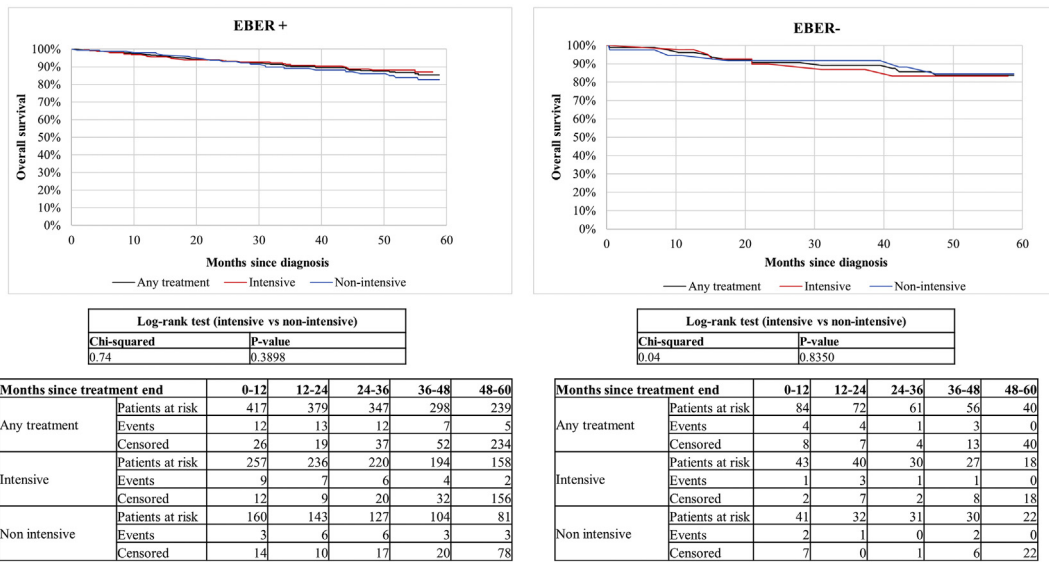 EBER +
100%
90%
80%
70%
60%
50%
40%
30%
20%
10%
0%
Overall survival
0 10 20 30 40 50 60
Months since diagnosis
Any treatment Intensive Non-intensive
Log-rank test (intensive vs non-intensive)
Chi-squared P-value
0.74 0.3898
Months since treatment end 0-12 12-24 24-36 36-48 48-60
Any treatment
Patients at risk 417 379 347 298 239
Events 12 13 12 7 5
Censored 26 19 37 52 234
Intensive
Patients at risk 257 236 220 194 158
Events 9 7 6 4 2
Censored 12 9 20 32 156
Non intensive
Patients at risk 160 143 127 104 81
Events 3 6 6 3 3
Censored 14 10 17 20 78
EBER-
100%
90%
80%
70%
60%
50%
40%
30%
20%
10%
0%
Overall survival
0 10 20 30 40 50 60
Months since diagnosis
Any treatment Intensive Non-intensive
Log-rank test (intensive vs non-intensive)
Chi-squared P-value
0.04 0.8350
Months since treatment end 0-12 12-24 24-36 36-48 48-60
Any treatment
Patients at risk 84 72 61 56 40
Events 4 4 1 3 0
Censored 8 7 4 13 40
Intensive
Patients at risk 43 40 30 27 18
Events 1 3 1 1 0
Censored 2 7 2 8 18
Non intensive
Patients at risk 41 32 31 30 22
Events 2 1 0 2 0
Censored 7 0 1 6 22